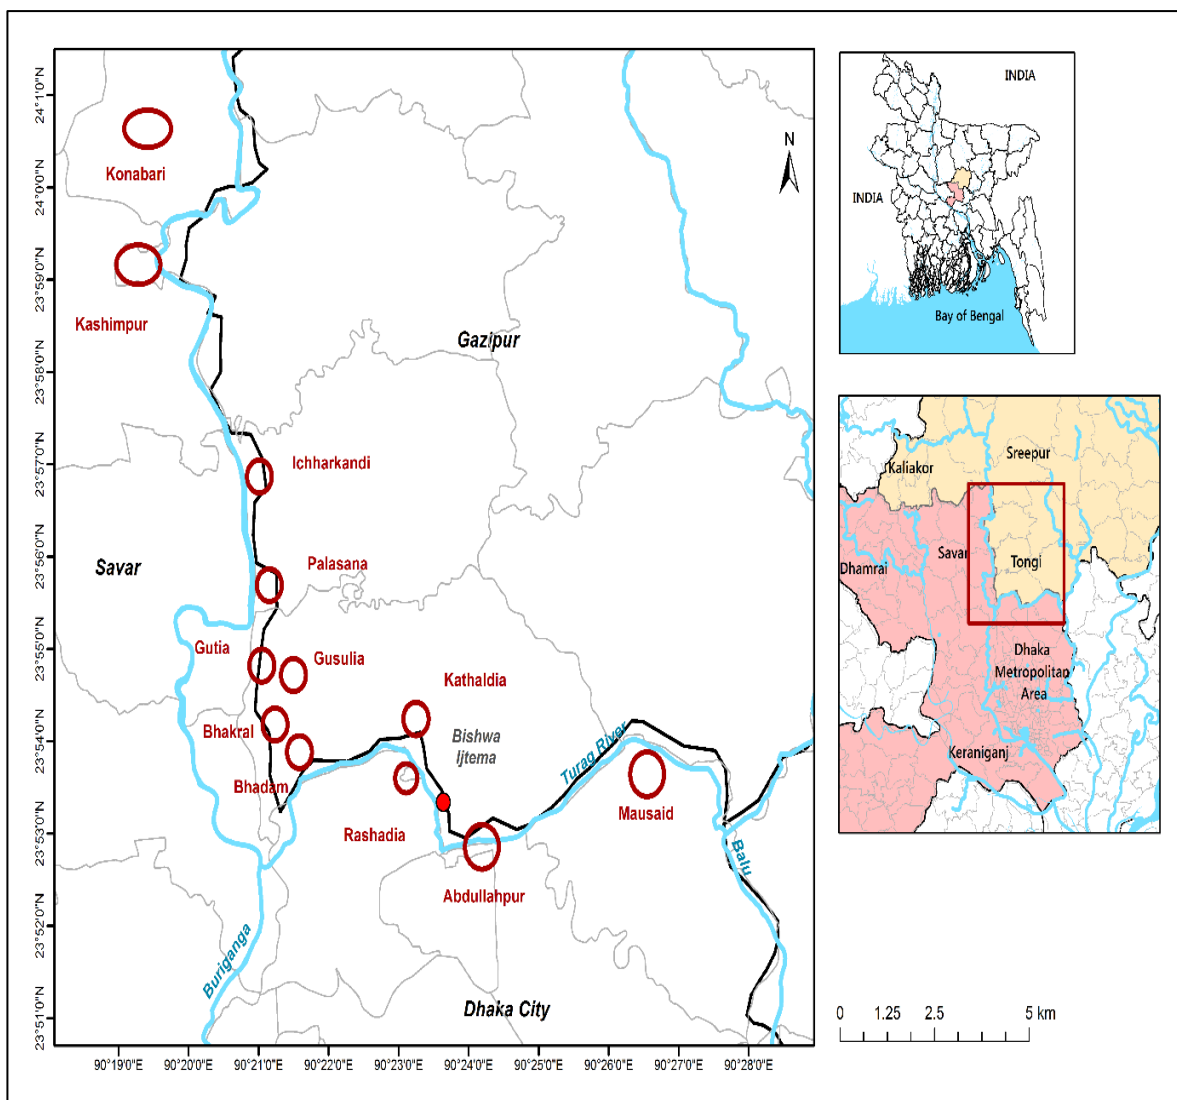 24°1'0"N
24°0'0"N
23°59'0"N
23°58'0"N
23°57'0"N
23°56'0"N
23°55'0"N
23°54'0"N
23°53'0"N
23°52'0"N
23°51'0"N
N
Konabari
Kashimpur
Gazipur
Ichharkandi
Palasana
Savar
Gutia
Gusulia
Kathaldia
Bhakral
Bishwa
Ijtema
Turag River
Bhadam
Rashadia
Mausaid
Balu
Abdullahpur
Buriganga
Dhaka City
90°19'0"E
90°20'0"E
90°21'0"E
90°22'0"E
90°23'0"E
90°24'0"E
90°25'0"E
90°26'0"E
90°27'0"E
90°28'0"E
INDIA
INDIA
Bay of Bengal
Sreepur
Kaliakor
Savar
Tongi
Dhamrai
Dhaka
Metropolitan
Area
Keraniganj
0 1.25 2.5 5 km